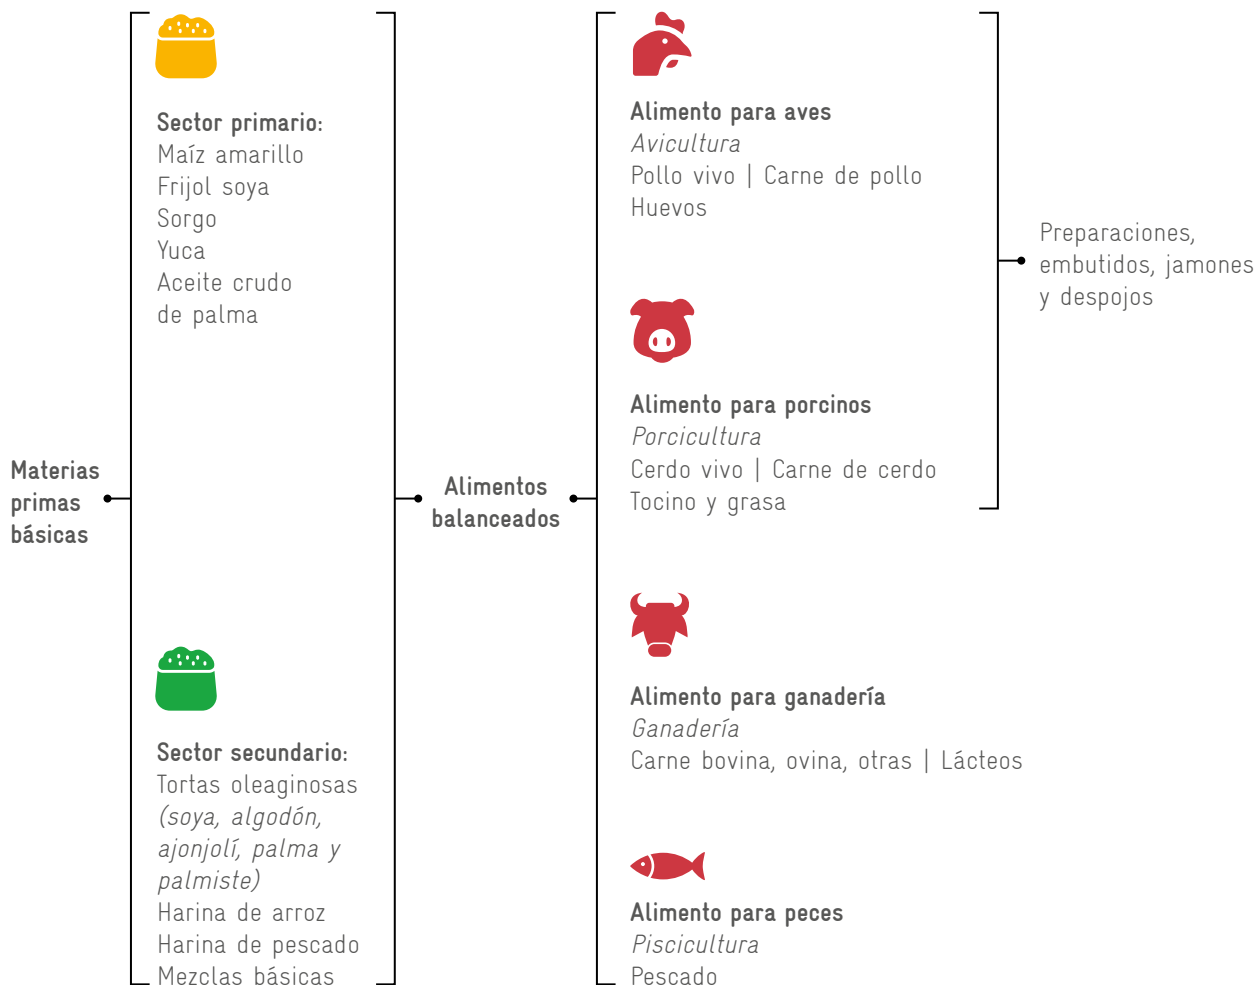 Materias
primas
básicas
Sector primario:
Maíz amarillo
Frijol soya
Sorgo
Yuca
Aceite crudo
de palma
Sector secundario:
Tortas oleaginosas
(soya, algodón,
ajonjolí, palma y
palmiste)
Harina de arroz
Harina de pescado
Mezclas básicas
Alimentos
balanceados
Alimento para aves
Avicultura
Pollo vivo | Carne de pollo
Huevos
Alimento para porcinos
Porcicultura
Cerdo vivo | Carne de cerdo
Tocino y grasa
Alimento para ganadería
Ganadería
Carne bovina, ovina, otras | Lácteos
Alimento para peces
Piscicultura
Pescado
Preparaciones,
embutidos, jamones
y despojos